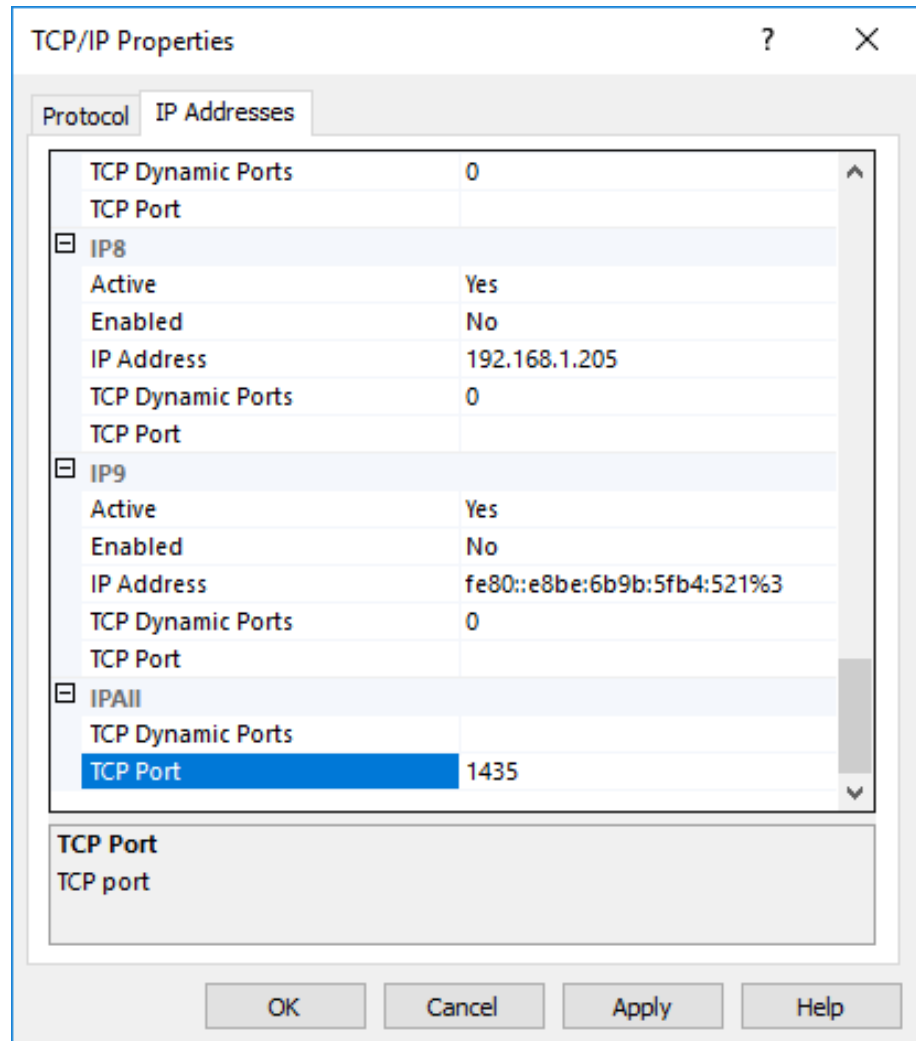 TCP/IP Properties ? ✕
Protocol IP Addresses
TCP Dynamic Ports 0
TCP Port
IP8
Active Yes
Enabled No
IP Address 192.168.1.205
TCP Dynamic Ports 0
TCP Port
IP9
Active Yes
Enabled No
IP Address fe80::e8be:6b9b:5fb4:521%3
TCP Dynamic Ports 0
TCP Port
IPAll
TCP Dynamic Ports
TCP Port 1435
TCP Port
TCP port
OK Cancel Apply Help